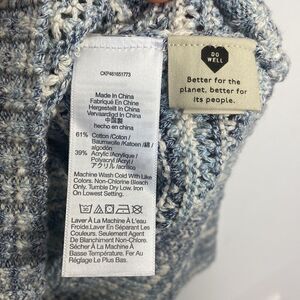 CKP461651773
Made In China
Fabriqué En Chine
Hergestellt In China
Vervaardigd In China
中国製
hecho en china
61% Cotton /Coton /
Baumwolle /Katoen /綿 /
algodón
39% Acrylic /Acrylique /
Polyacryl /Acryl /
アクリル /acrílico
Machine Wash Cold With Like
Colors. Non-Chlorine Bleach
Only. Tumble Dry Low. Iron
On Lowest Setting.
Laver À La Machine À L'eau
Froide.Laver En Séparant Les
Couleurs. Seulement Agent
De Blanchiment Non-Chlore.
Sécher À La Machine À
Basse Température. Fer Au
Réglage Le Plus Bas.
DO
WELL
Better for the
planet, better for
its people.